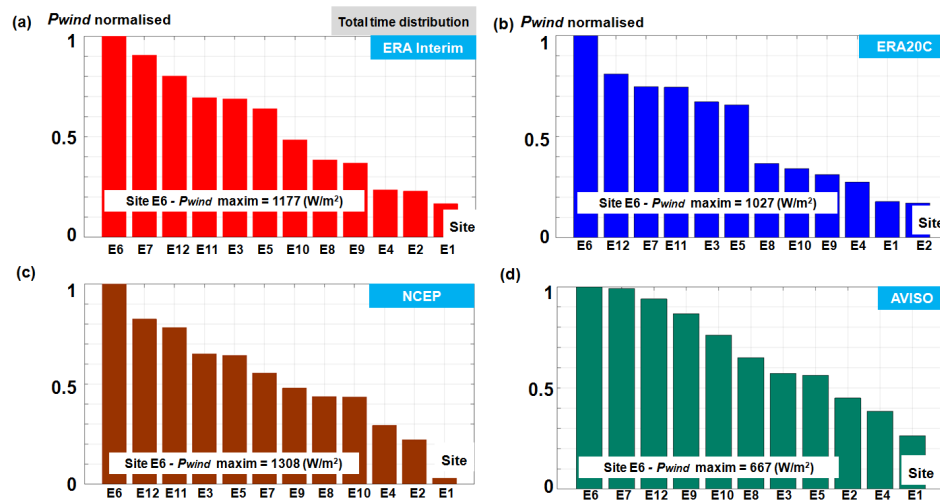 (a)
Pwind normalised
Total time distribution
ERA Interim
1
0.5
0
Site E6 - Pwind maxim = 1177 (W/m²)
Site
E6 E7 E12 E11 E3 E5 E10 E8 E9 E4 E2 E1
(b)
Pwind normalised
ERA20C
1
0.5
0
Site E6 - Pwind maxim = 1027 (W/m²)
Site
E6 E12 E7 E11 E3 E5 E8 E10 E9 E4 E1 E2
(c)
NCEP
1
0.5
0
Site E6 - Pwind maxim = 1308 (W/m²)
Site
E6 E12 E11 E3 E5 E7 E9 E8 E10 E4 E2 E1
(d)
AVISO
1
0.5
0
Site E6 - Pwind maxim = 667 (W/m²)
Site
E6 E7 E12 E9 E10 E8 E3 E5 E2 E4 E1